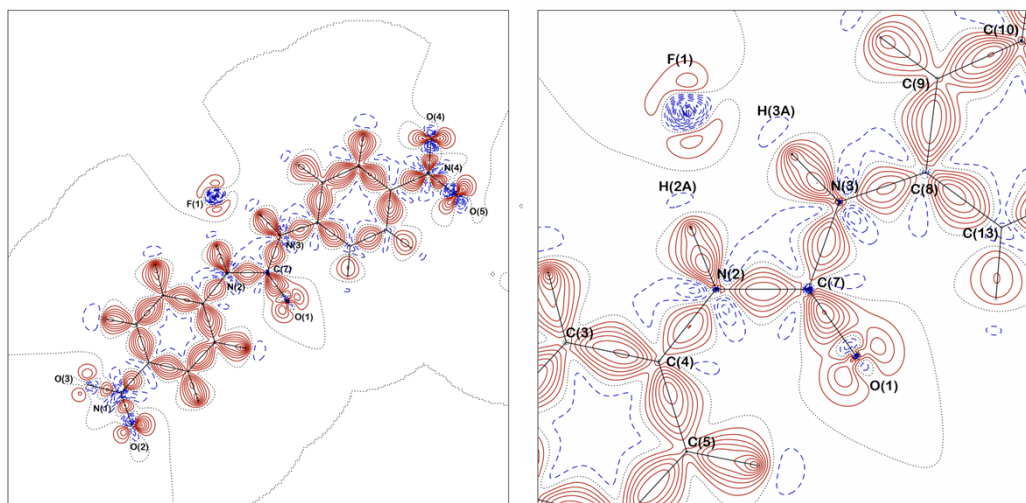 O(4)
N(4)
O(5)
F(1)
N(3)
N(2)
C(7)
O(1)
O(3)
N(1)
O(2)
C(10)
F(1)
C(9)
H(3A)
H(2A)
N(3)
C(8)
C(13)
N(2)
C(7)
C(3)
C(4)
O(1)
C(5)